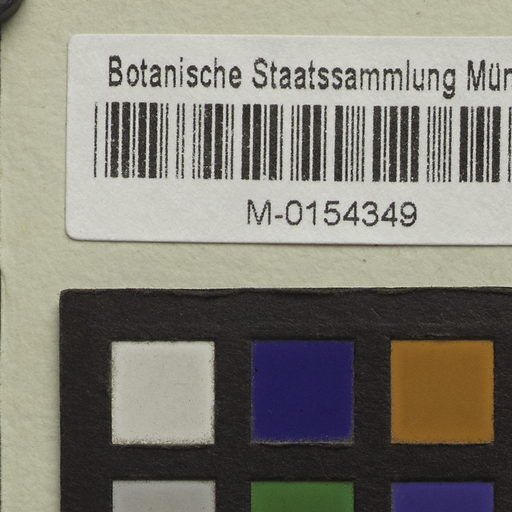 Botanische Staatssammlung Mün
M-0154349